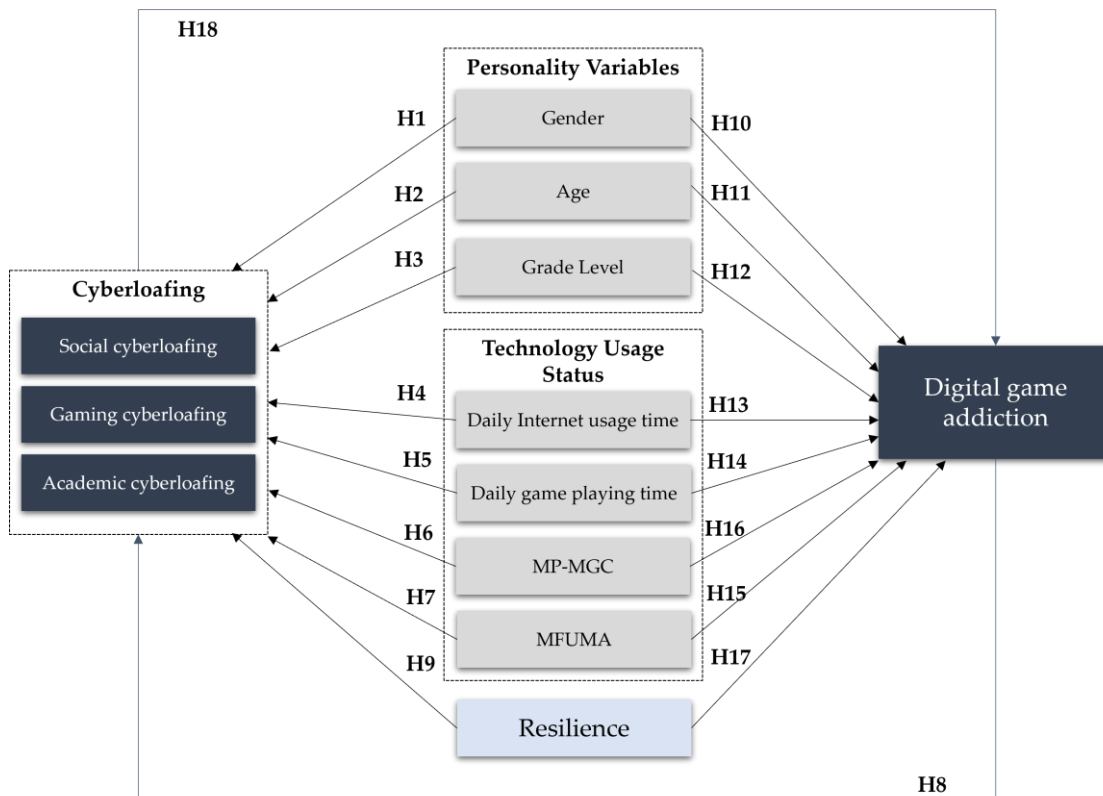 H18
Personality Variables
H1
Gender
H10
H2
Age
H11
H3
Grade Level
H12
Cyberloafing
Social cyberloafing
Gaming cyberloafing
Academic cyberloafing
Technology Usage
Status
H4
Daily Internet usage time
H13
H5
Daily game playing time
H14
H6
MP-MGC
H16
H7
MFUMA
H15
H9
Resilience
H17
Digital game
addiction
H8